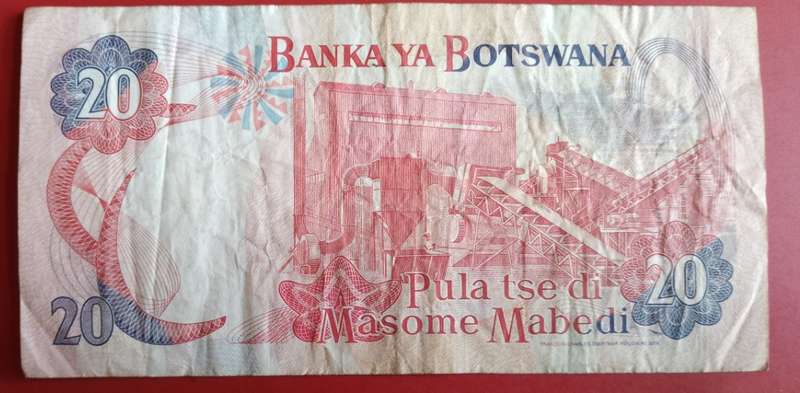 20
BANKA YA BOTSWANA
Pula tse di
20
Masome Mabedi
20